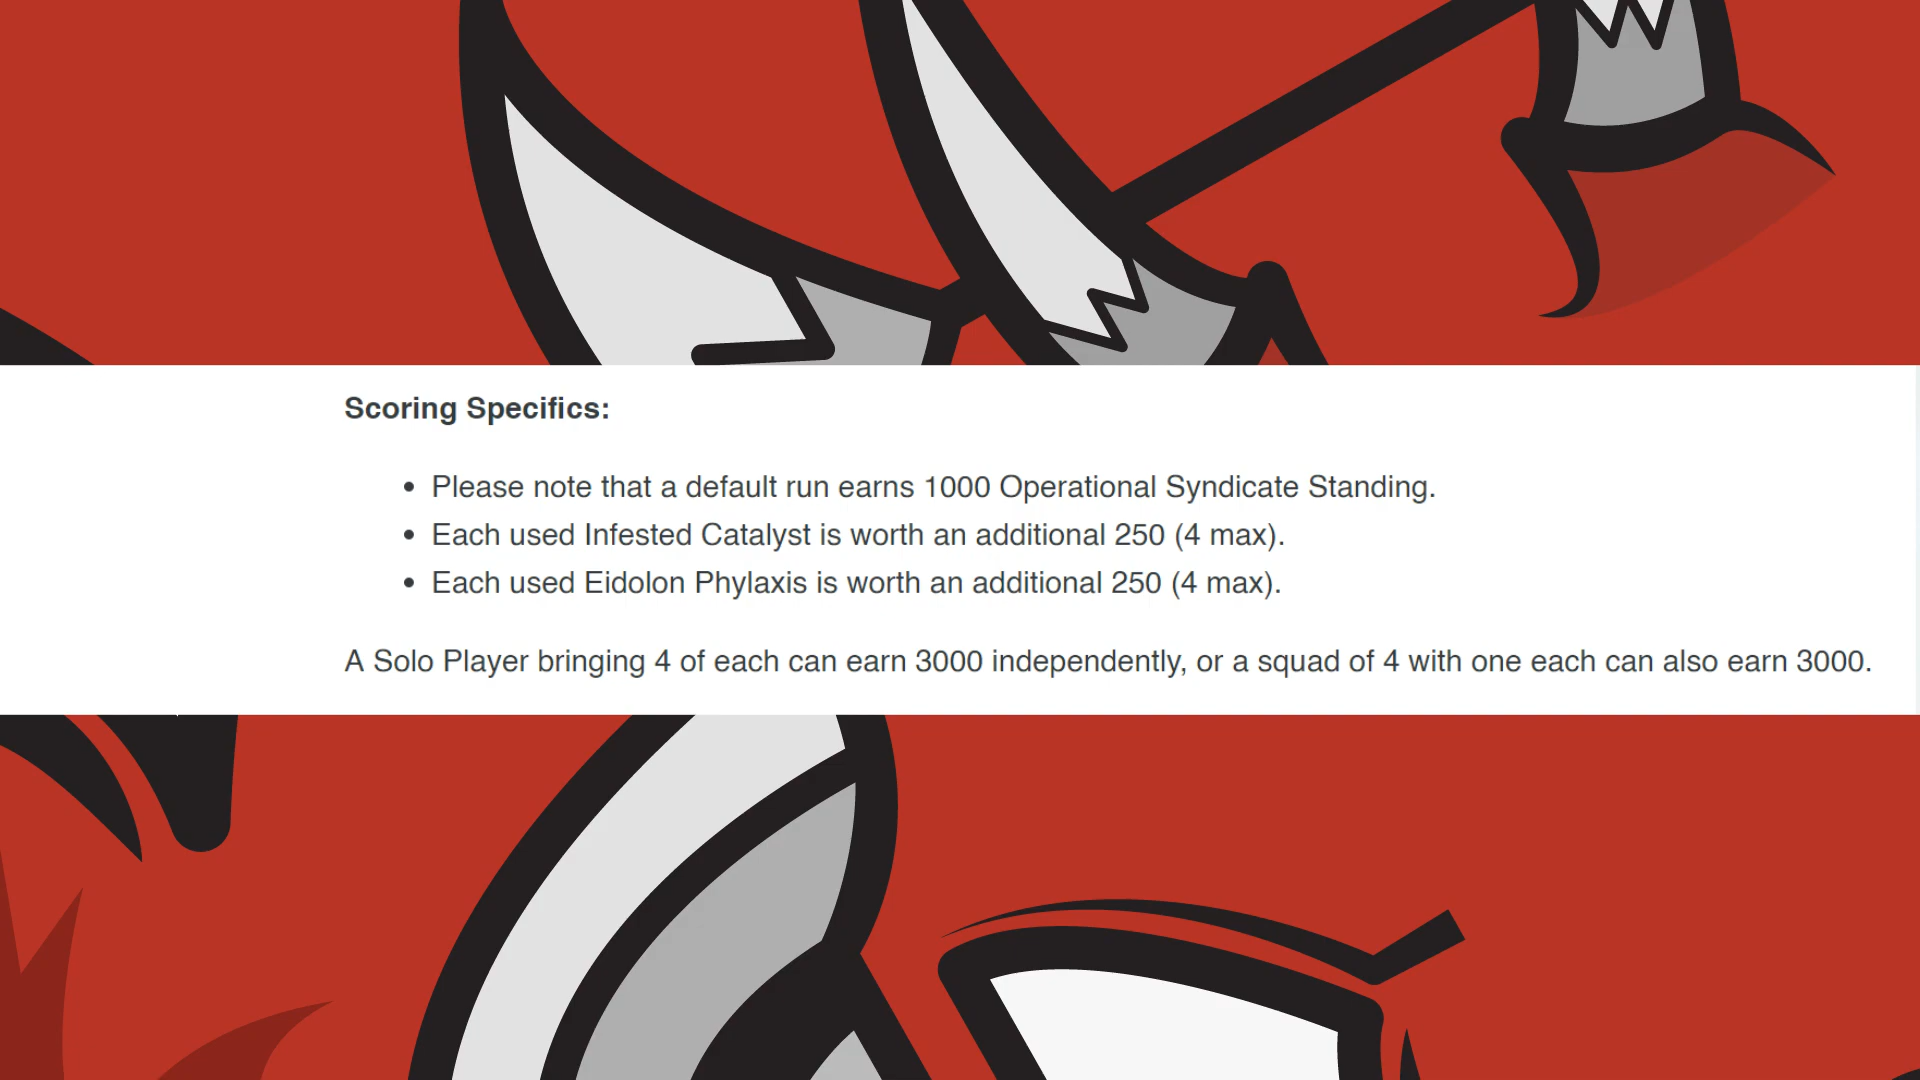 Scoring Specifics:
Please note that a default run earns 1000 Operational Syndicate Standing.
Each used Infested Catalyst is worth an additional 250 (4 max).
Each used Eidolon Phylaxis is worth an additional 250 (4 max).
A Solo Player bringing 4 of each can earn 3000 independently, or a squad of 4 with one each can also earn 3000.